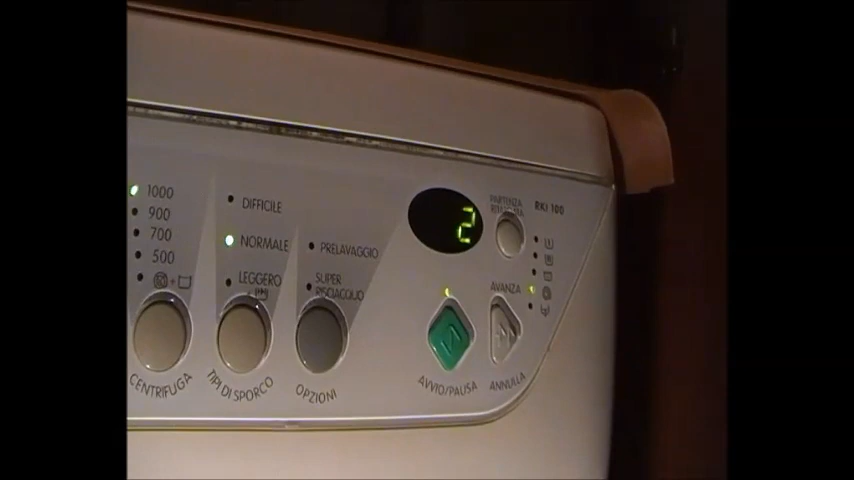 1000
900
700
500
CENTRIFUGA
DIFFICILE
NORMALE
LEGGERO
TIPI DI SPORCO
PRELAVAGGIO
SUPER
RISCIACQUO
OPZIONI
2
AVVIO/PAUSA
PARTENZA
RITARDATA
AVANZA
ANNULLA
RKI 100